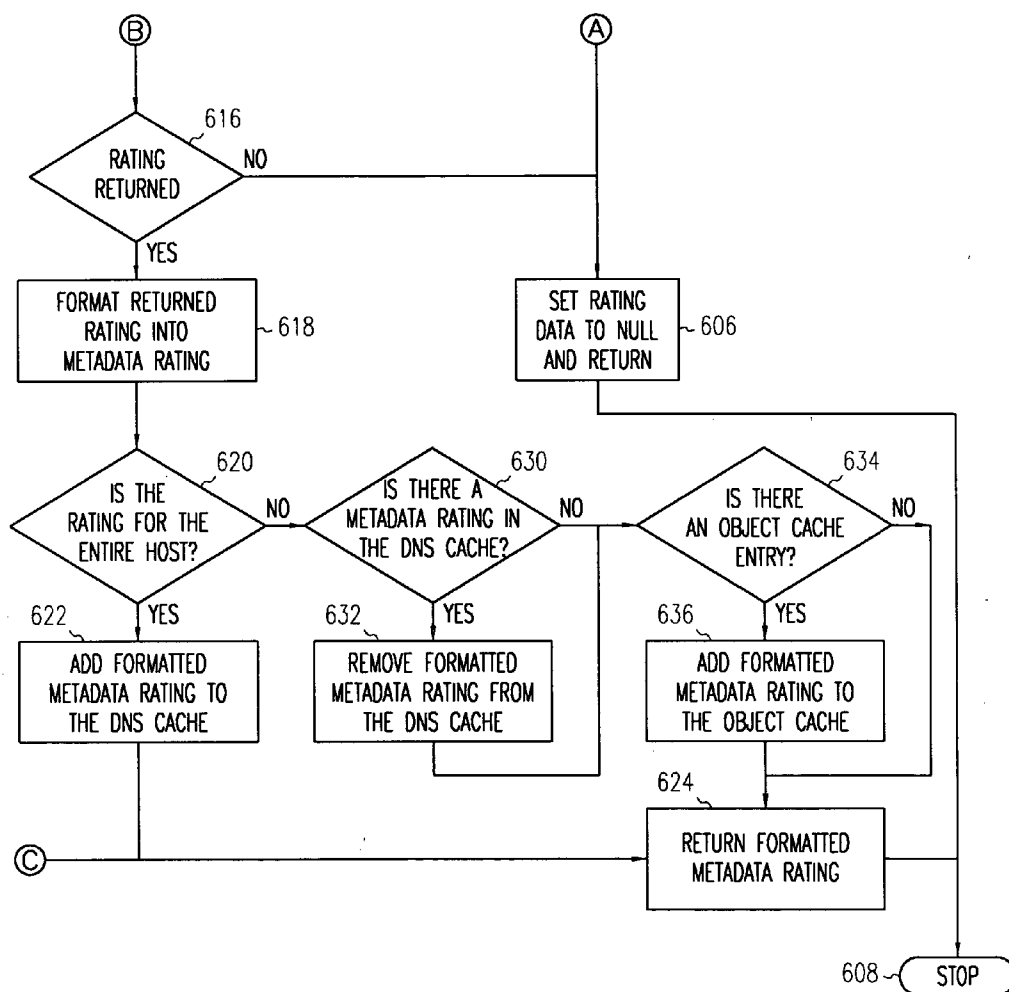 B
A
616
RATING
RETURNED
NO
YES
FORMAT RETURNED
RATING INTO
METADATA RATING
618
SET RATING
DATA TO NULL
AND RETURN
606
620
IS THE
RATING FOR THE
ENTIRE HOST?
NO
YES
630
IS THERE A
METADATA RATING IN
THE DNS CACHE?
NO
YES
634
IS THERE
AN OBJECT CACHE
ENTRY?
NO
YES
622
ADD FORMATTED
METADATA RATING TO
THE DNS CACHE
632
REMOVE FORMATTED
METADATA RATING FROM
THE DNS CACHE
636
ADD FORMATTED
METADATA RATING TO
THE OBJECT CACHE
624
C
RETURN FORMATTED
METADATA RATING
608
STOP